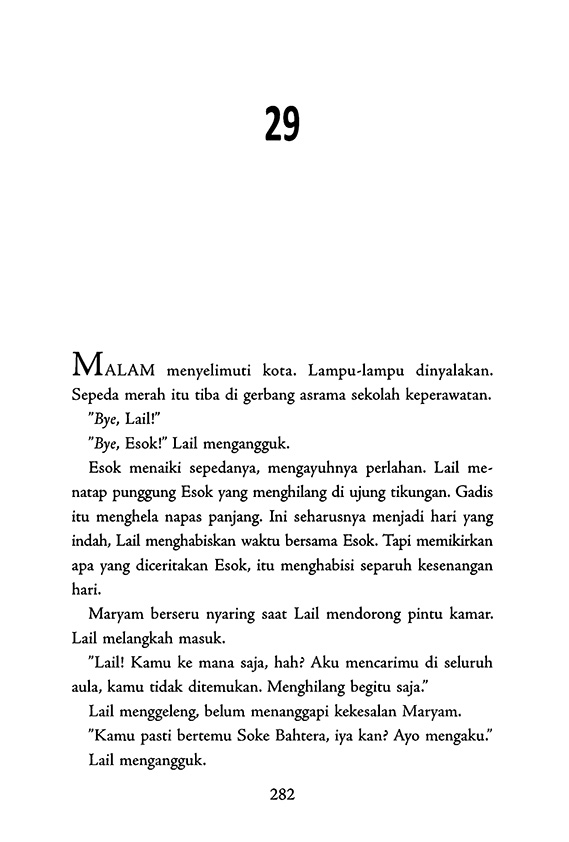 29
MALAM menyelimuti kota. Lampu-lampu dinyalakan.
Sepeda merah itu tiba di gerbang asrama sekolah keperawatan.
”Bye, Lail!”
”Bye, Esok!” Lail mengangguk.
Esok menaiki sepedanya, mengayuhnya perlahan. Lail me-
natap punggung Esok yang menghilang di ujung tikungan. Gadis
itu menghela napas panjang. Ini seharusnya menjadi hari yang
indah, Lail menghabiskan waktu bersama Esok. Tapi memikirkan
apa yang diceritakan Esok, itu menghabisi separuh kesenangan
hari.
Maryam berseru nyaring saat Lail mendorong pintu kamar.
Lail melangkah masuk.
”Lail! Kamu ke mana saja, hah? Aku mencarimu di seluruh
aula, kamu tidak ditemukan. Menghilang begitu saja.”
Lail menggeleng, belum menanggapi kekesalan Maryam.
”Kamu pasti bertemu Soke Bahtera, iya kan? Ayo mengaku.”
Lail mengangguk.
282